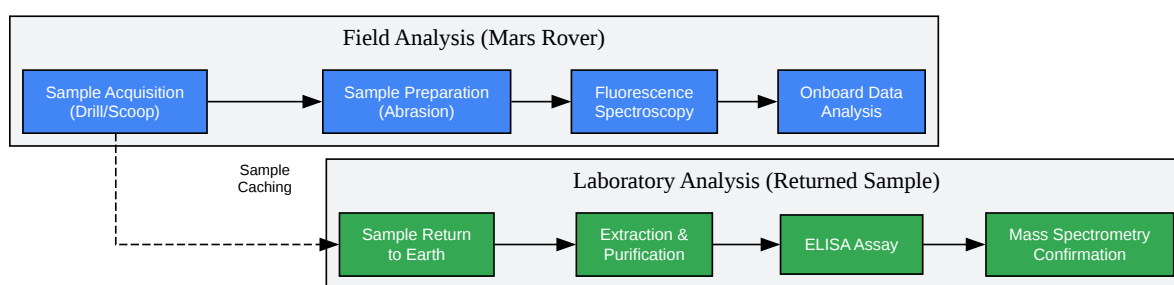 Field Analysis (Mars Rover)
Sample Acquisition
(Drill/Scoop)
Sample Preparation
(Abrasion)
Fluorescence
Spectroscopy
Onboard Data
Analysis
Sample
Caching
Laboratory Analysis (Returned Sample)
Sample Return
to Earth
Extraction &
Purification
ELISA Assay
Mass Spectrometry
Confirmation